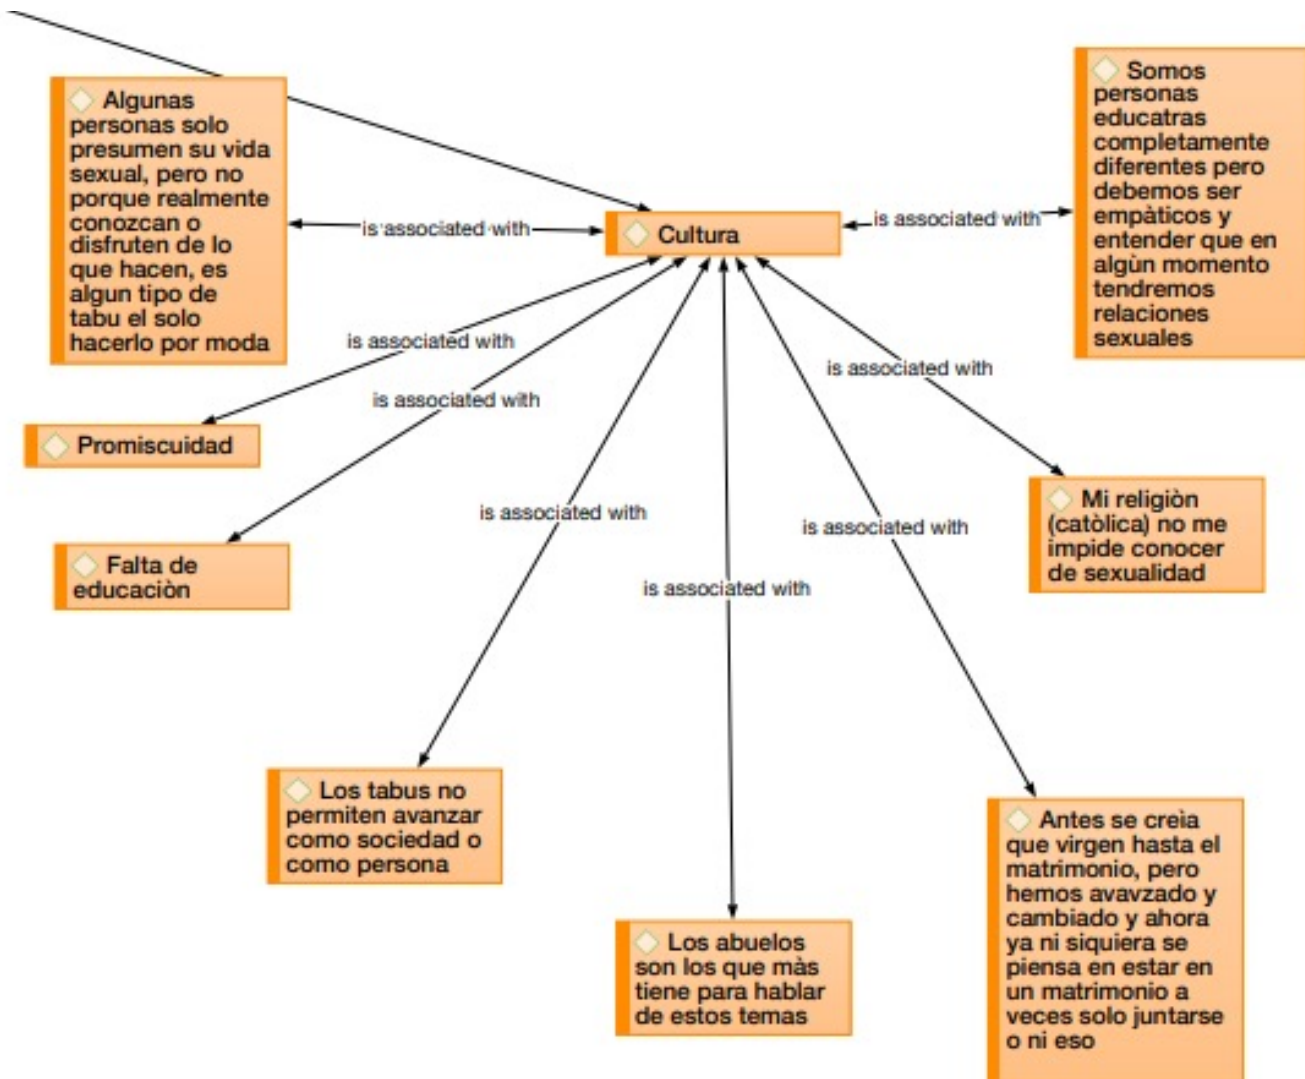 Algunas
personas solo
presumen su vida
sexual, pero no
porque realmente
conozcan o
disfruten de lo
que hacen, es
algun tipo de
tabu el solo
hacerlo por moda
is associated with
Cultura
is associated with
Somos
personas
educatras
completamente
diferentes pero
debemos ser
empàticos y
entender que en
algùn momento
tendremos
relaciones
sexuales
is associated with
is associated with
is associated with
Promiscuidad
Falta de
educaciòn
is associated with
is associated with
is associated with
Mi religiòn
(catòlica) no me
impide conocer
de sexualidad
Los tabus no
permiten avanzar
como sociedad o
como persona
Los abuelos
son los que màs
tiene para hablar
de estos temas
Antes se creìa
que virgen hasta el
matrimonio, pero
hemos avavzado y
cambiado y ahora
ya ni siquiera se
piensa en estar en
un matrimonio a
veces solo juntarse
o ni eso